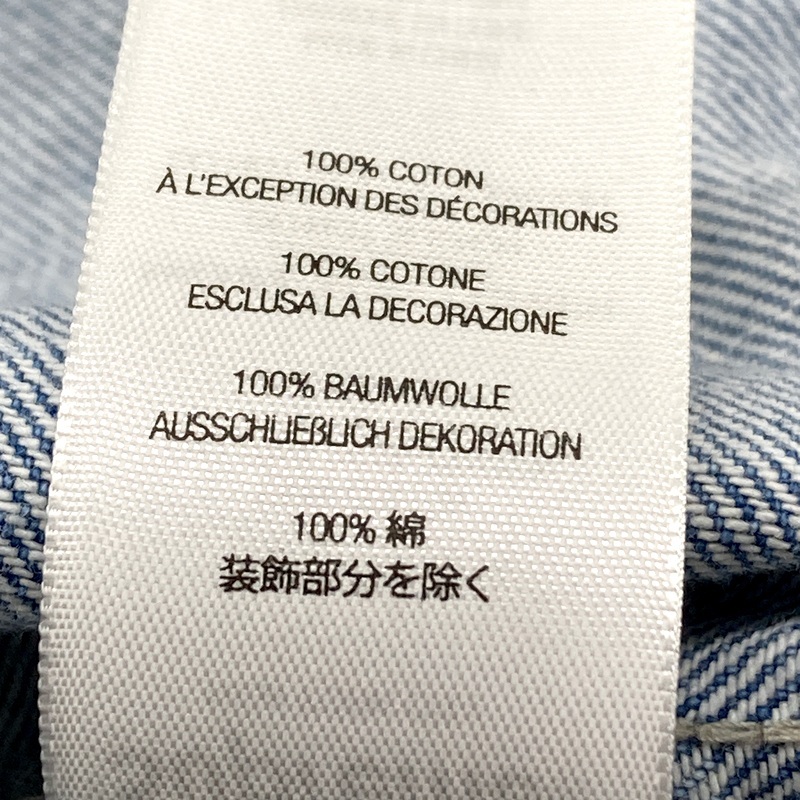 100% COTON
À L'EXCEPTION DES DÉCORATIONS
100% COTONE
ESCLUSA LA DECORAZIONE
100% BAUMWOLLE
AUSSCHLIEßLICH DEKORATION
100% 綿
装飾部分を除く